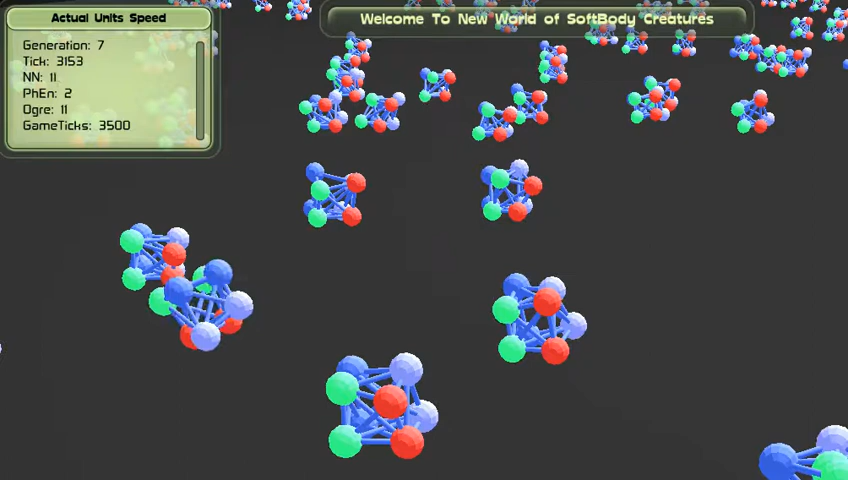 Actual Units Speed
Welcome To New World of SoftBody Creatures
Generation: 7
Tick: 3153
NN: 11
PhEn: 2
Ogre: 11
GameTicks: 3500